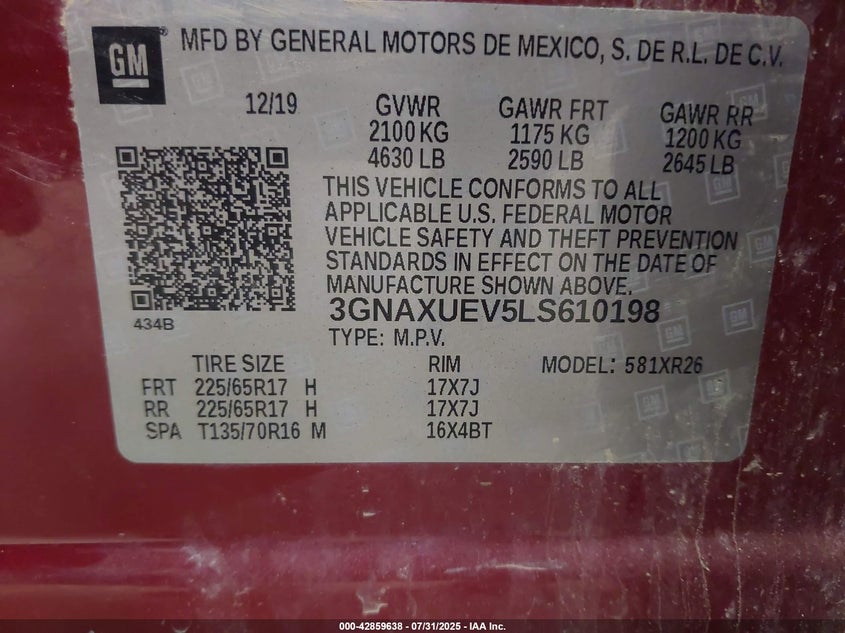 GM
MFD BY GENERAL MOTORS DE MEXICO, S. DE R.L. DE C.V.
12/19 GVWR GAWR FRT GAWR RR
2100 KG 1175 KG 1200 KG
4630 LB 2590 LB 2645 LB
THIS VEHICLE CONFORMS TO ALL
APPLICABLE U.S. FEDERAL MOTOR
VEHICLE SAFETY AND THEFT PREVENTION
STANDARDS IN EFFECT ON THE DATE OF
MANUFACTURE SHOWN ABOVE.
434B
3GNAXUEV5LS610198
TYPE: M.P.V.
TIRE SIZE RIM MODEL: 581XR26
FRT 225/65R17 H 17X7J
RR 225/65R17 H 17X7J
SPA T135/70R16 M 16X4BT
000-42859638 - 07/31/2025 - IAA Inc.